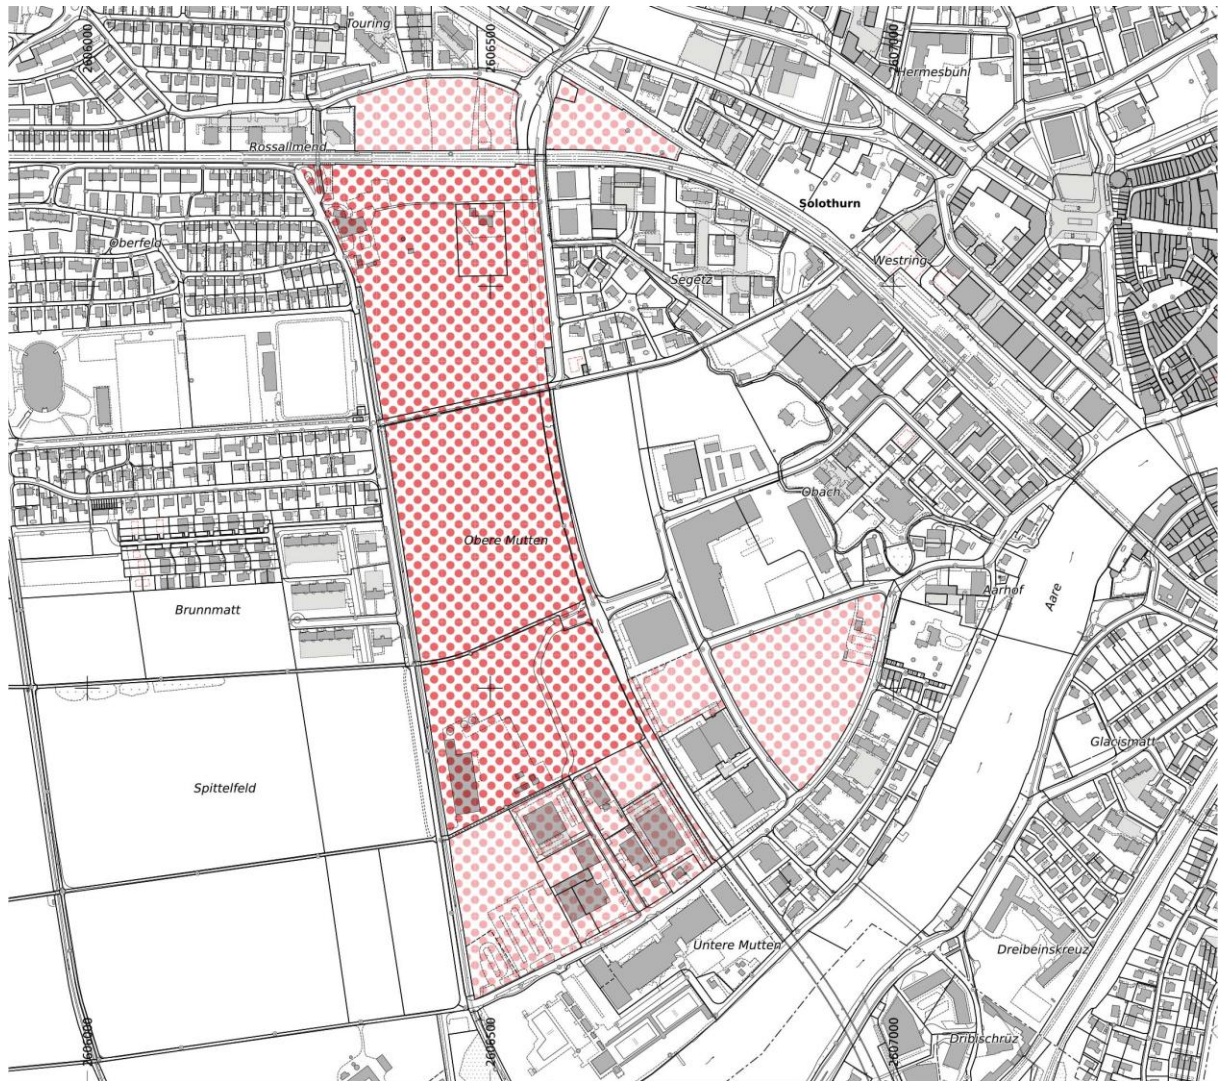 Touring
2606000
2606500
2607000
Hermesbühl
Rossallmend
Solothurn
Oberfeld
Westring
Segetz
Obach
Obere Mutten
Aarhof
Aare
Brunnmatt
Glacismatt
Spittelfeld
Untere Mutten
Dreibeinskreuz
2606000
2606500
2607000
Dribischrüz